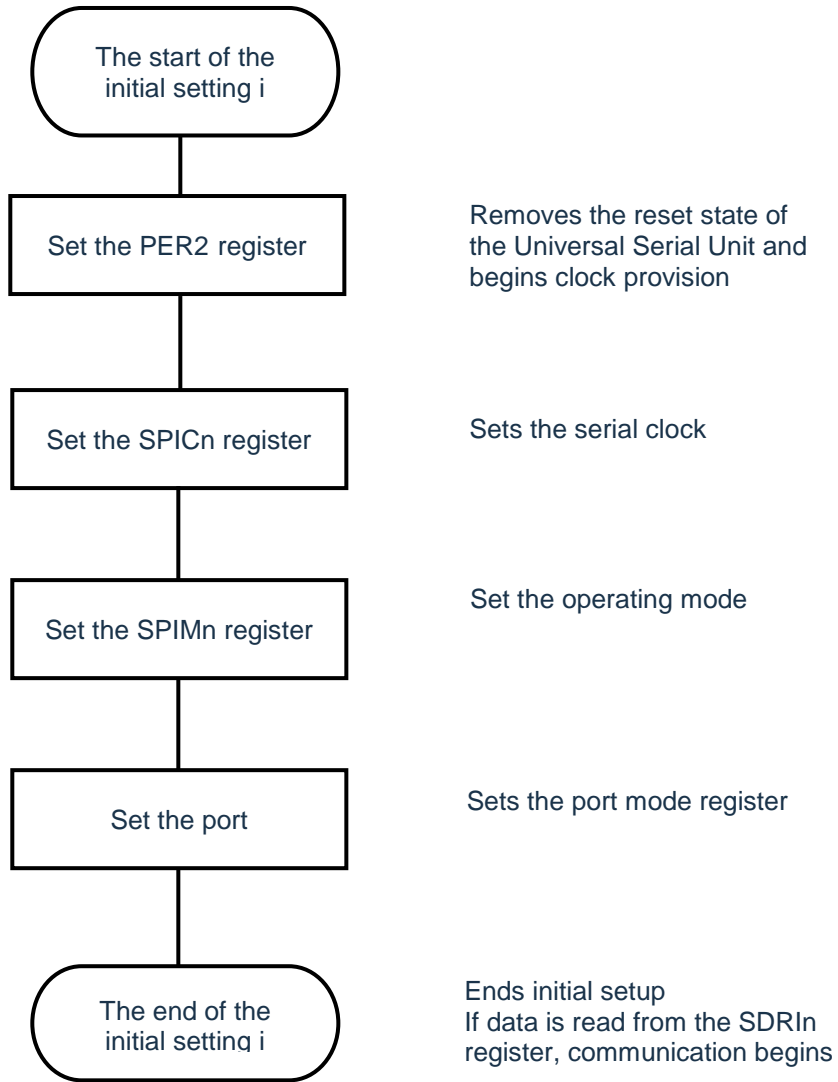 The start of the
initial setting i
Set the PER2 register
Removes the reset state of
the Universal Serial Unit and
begins clock provision
Set the SPICn register
Sets the serial clock
Set the SPIMn register
Set the operating mode
Set the port
Sets the port mode register
The end of the
initial setting i
Ends initial setup
If data is read from the SDRIn
register, communication begins